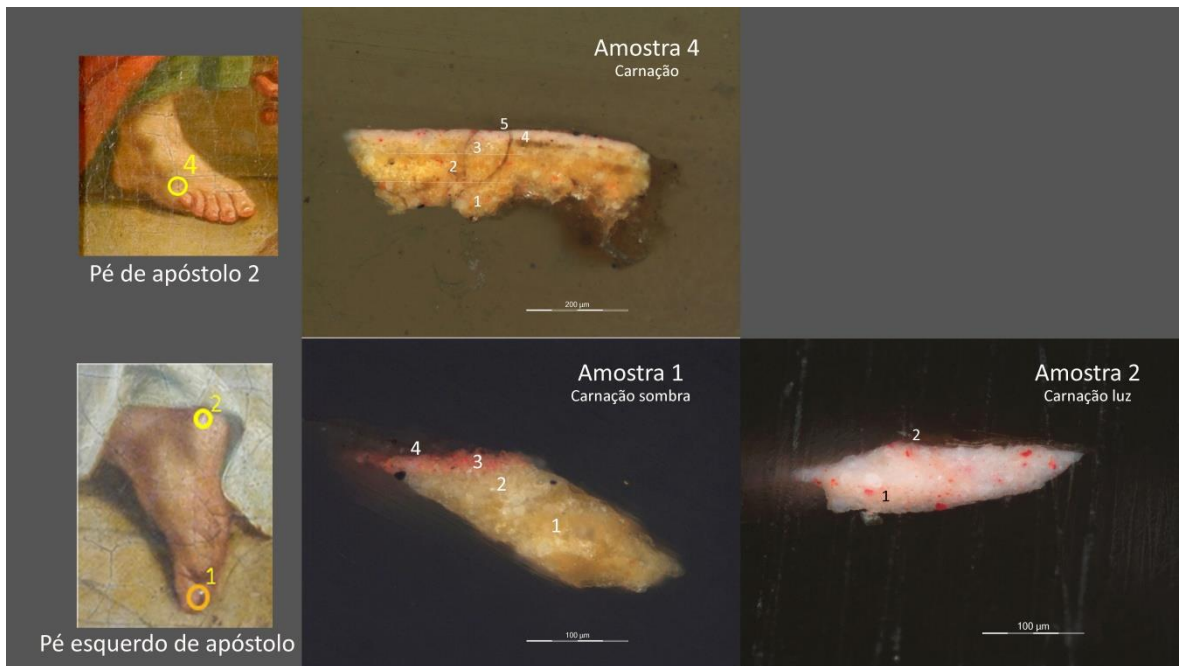 4
Pé de apóstolo 2
Amostra 4
Carnação
5
4
3
2
1
200 µm
2
1
Pé esquerdo de apóstolo
Amostra 1
Carnação sombra
4
3
2
1
100 µm
Amostra 2
Carnação luz
2
1
100 µm